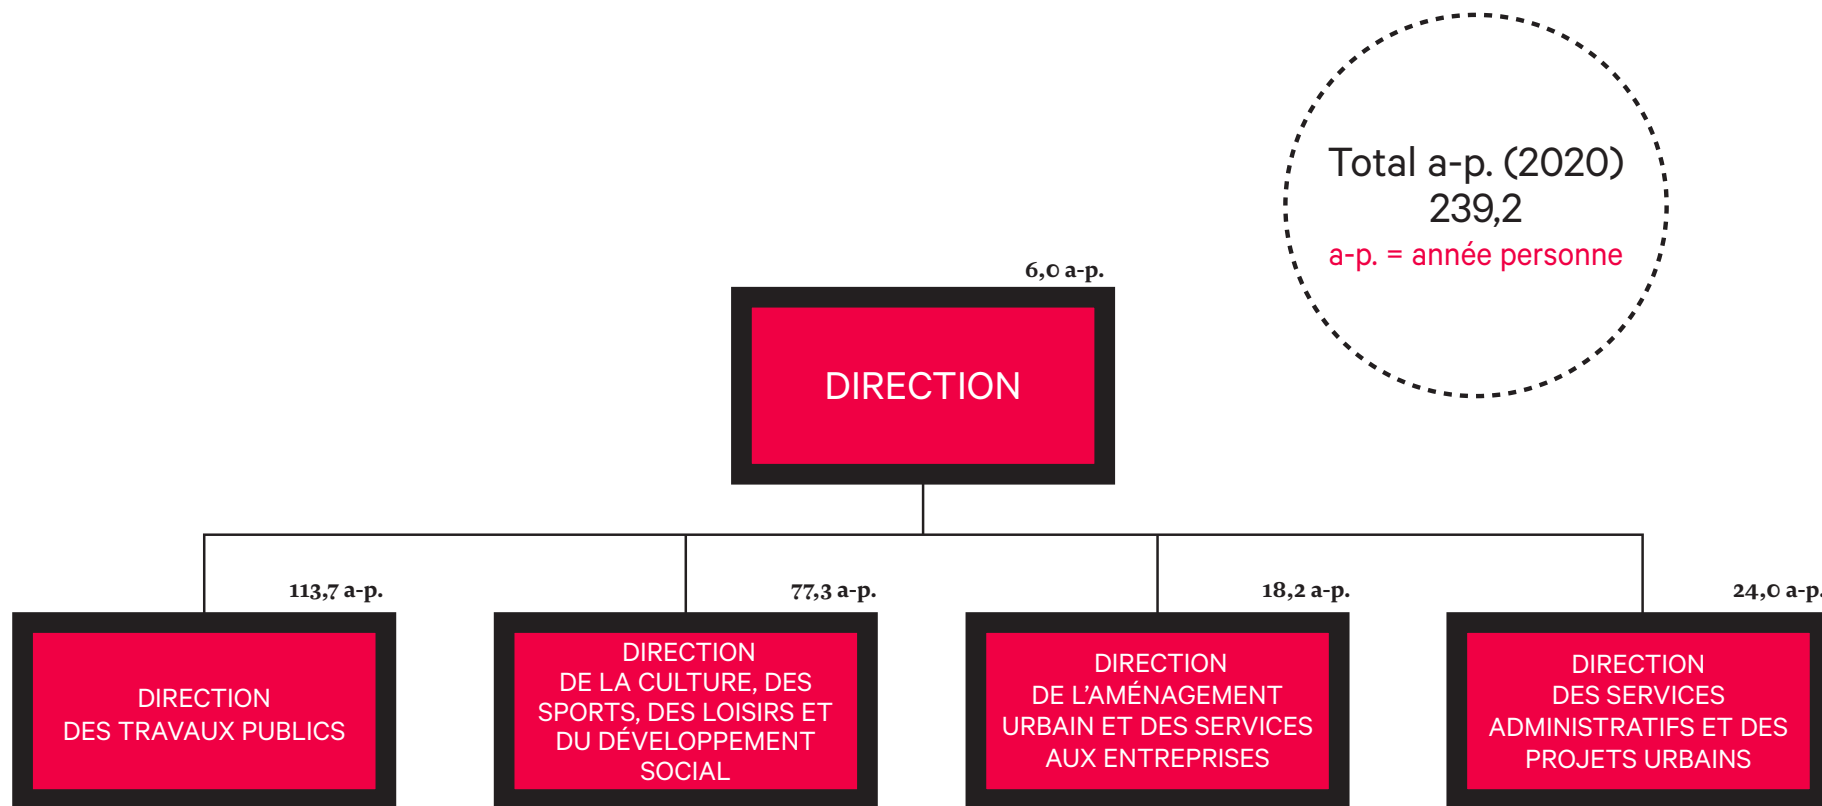 Total a-p. (2020)
239,2
a-p. = année personne
6,0 a-p.
DIRECTION
113,7 a-p.
DIRECTION
DES TRAVAUX PUBLICS
77,3 a-p.
DIRECTION
DE LA CULTURE, DES
SPORTS, DES LOISIRS ET
DU DÉVELOPPEMENT
SOCIAL
18,2 a-p.
DIRECTION
DE L’AMÉNAGEMENT
URBAIN ET DES SERVICES
AUX ENTREPRISES
24,0 a-p.
DIRECTION
DES SERVICES
ADMINISTRATIFS ET DES
PROJETS URBAINS